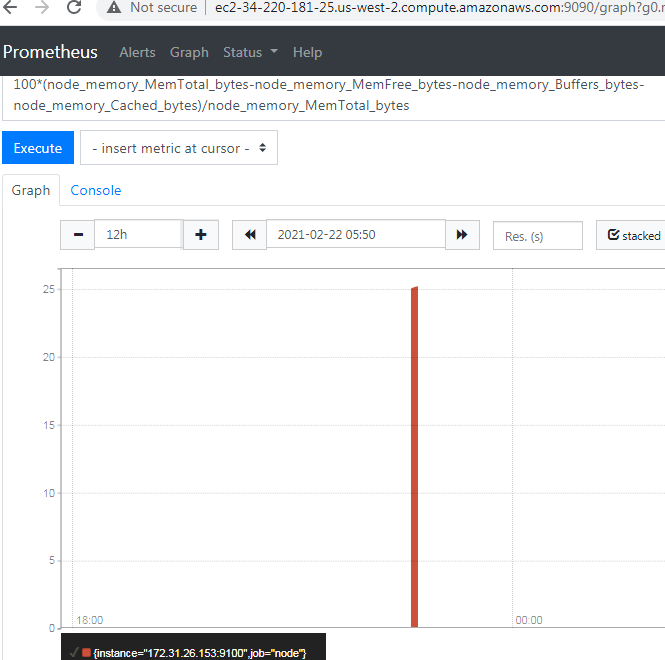 Not secure | ec2-34-220-181-25.us-west-2.compute.amazonaws.com:9090/graph?g0.r
Prometheus Alerts Graph Status Help
100*(node_memory_MemTotal_bytes-node_memory_MemFree_bytes-node_memory_Buffers_bytes-
node_memory_Cached_bytes)/node_memory_MemTotal_bytes
Execute - insert metric at cursor -
Graph Console
12h 2021-02-22 05:50 Res. (s) stacked
25
20
15
10
5
0
18:00 00:00
{instance="172.31.26.153:9100",job="node"}